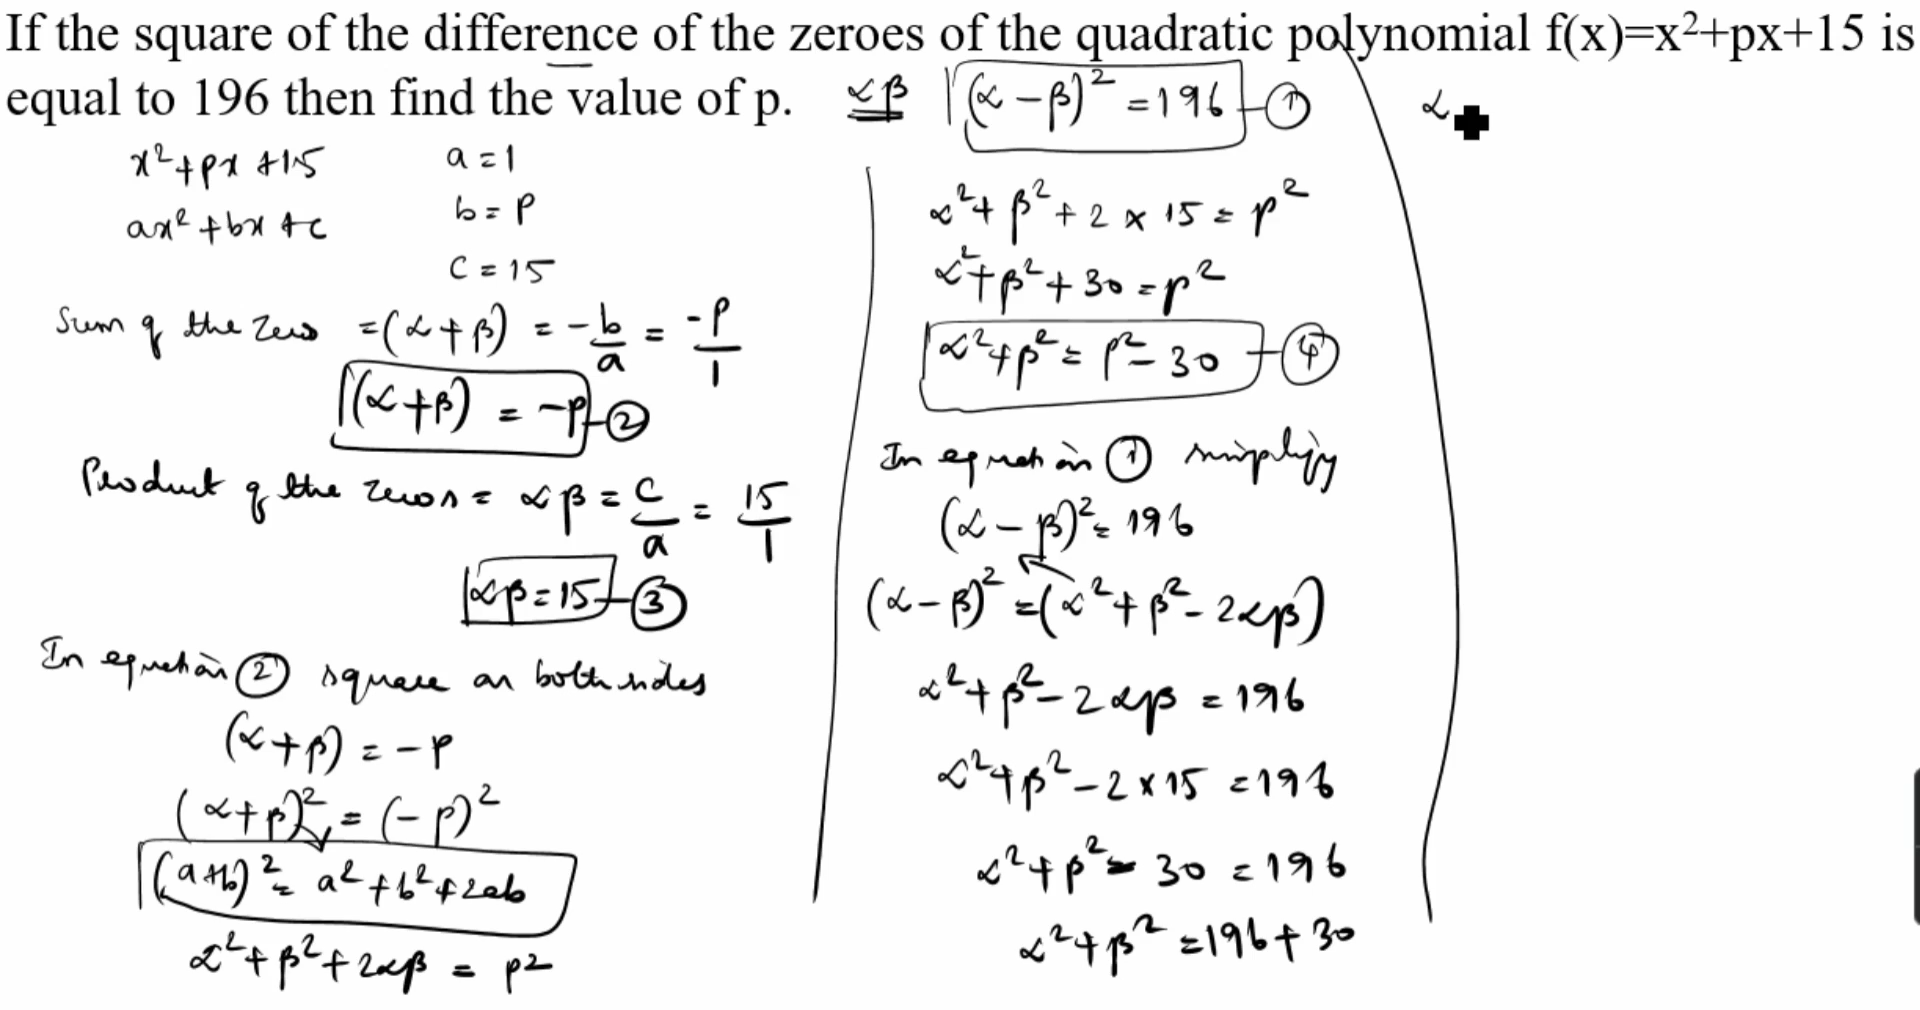 If the square of the difference of the zeroes of the quadratic polynomial f(x)=x²+px+15 is
equal to 196 then find the value of p.
αβ
(α-β)² = 196 - ①
x²+px+15
ax²+bx+c
a = 1
b = p
c = 15
Sum of the zeros = (α+β) = -b/a = -p/1
(α+β) = -p - ②
Product of the zeros = αβ = c/a = 15/1
αβ = 15 - ③
In equation ② square on both sides
(α+β) = -p
(α+β)² = (-p)²
(a+b)² = a²+b²+2ab
α²+β²+2αβ = p²
α²+β²+2×15 = p²
α²+β²+30 = p²
α²+β² = p²-30 - ④
In equation ① simplify
(α-β)² = 196
(α-β)² = (α²+β²-2αβ)
α²+β²-2αβ = 196
α²+β²-2×15 = 196
α²+β²-30 = 196
α²+β² = 196+30
α